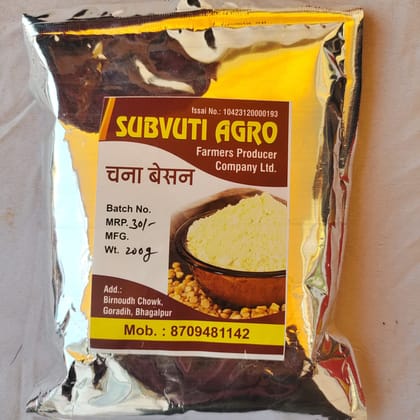 fssai No.: 10423120000193
SUBVUTI AGRO
Farmers Producer
Company Ltd.
चना बेसन
Batch No.
MRP. 30/-
MFG.
Wt. 200g
Add.:
Birnoudh Chowk,
Goradih, Bhagalpur
Mob. : 8709481142